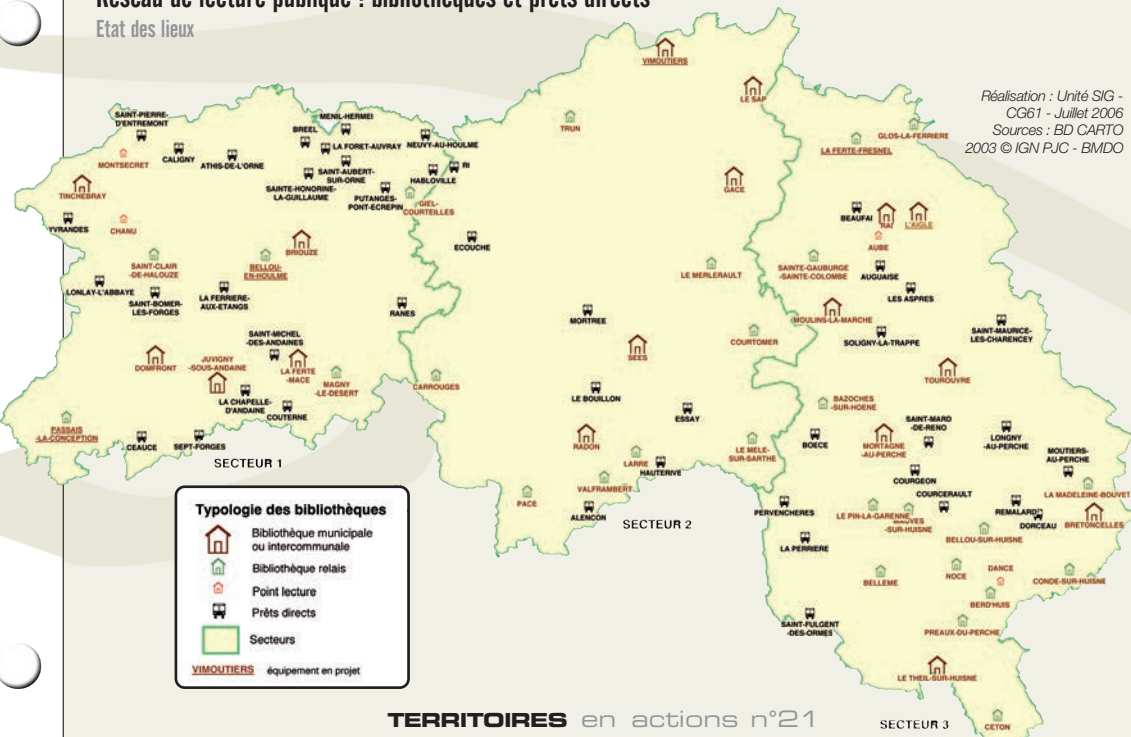 Réseau de lecture publique : bibliothèques et prêts directs
Etat des lieux
Réalisation : Unité SIG -
CG61 - Juillet 2006
Sources : BD CARTO
2003 © IGN PJC - BMDO
VIMOUTIERS
LE SAP
TRUN
GACE
LE MERLERAULT
ECOUCHE
MORTREE
SEES
COURTOMER
CARROUGES
LE BOUILLON
ESSAY
RADON
LARRE
HAUTERIVE
LE MELE-
SUR-SARTHE
VALFRAMBERT
PACE
ALENCON
SECTEUR 2
SAINT-PIERRE-
D'ENTREMONT
MENIL-HERMEI
BREEL
LA FORET-AUVRAY
NEUVY-AU-HOULME
MONTSECRET
CALIGNY
ATHIS-DE-L'ORNE
SAINT-AUBERT-
SUR-ORNE
HABLOVILLE
RI
TINCHEBRAY
SAINTE-HONORINE-
LA-GUILLAUME
PUTANGES-
PONT-ECREPIN
GIEL-
COURTEILLES
YVRANDES
CHANU
BRIOUZE
SAINT-CLAIR
-DE-HALOUZE
BELLOU-
EN-HOULME
LONLAY-L'ABBAYE
SAINT-BOMER-
LES-FORGES
LA FERRIERE-
AUX-ETANGS
RANES
SAINT-MICHEL
-DES-ANDAINES
DOMFRONT
JUVIGNY
-SOUS-ANDAINE
LA FERTE
-MACE
MAGNY
-LE-DESERT
LA CHAPELLE-
D'ANDAINE
COUTERNE
PASSAIS
-LA-CONCEPTION
CEAUCE
SEPT-FORGES
SECTEUR 1
GLOS-LA-FERRIERE
LA FERTE-FRESNEL
BEAUFAI
RAI
L'AIGLE
AUBE
SAINTE-GAUBURGE
-SAINTE-COLOMBE
AUGUAISE
LES ASPRES
MOULINS-LA-MARCHE
SOLIGNY-LA-TRAPPE
SAINT-MAURICE-
LES-CHARENCEY
TOUROUVRE
BAZOCHES
-SUR-HOENE
SAINT-MARD
-DE-RENO
BOECE
MORTAGNE
-AU-PERCHE
LONGNY
-AU-PERCHE
MOUTIERS-
AU-PERCHE
COURGEON
COURCERAULT
LA MADELEINE-BOUVET
PERVENCHERES
LE PIN-LA-GARENNE
MAUVES
-SUR-HUISNE
REMALARD
DORCEAU
BRETONCELLES
LA PERRIERE
BELLOU-SUR-HUISNE
BELLEME
NOCE
DANCE
CONDE-SUR-HUISNE
BERD'HUIS
SAINT-FULGENT
-DES-ORMES
PREAUX-DU-PERCHE
LE THEIL-SUR-HUISNE
CETON
SECTEUR 3
Typologie des bibliothèques
Bibliothèque municipale
ou intercommunale
Bibliothèque relais
Point lecture
Prêts directs
Secteurs
VIMOUTIERS équipement en projet
TERRITOIRES en actions n°21